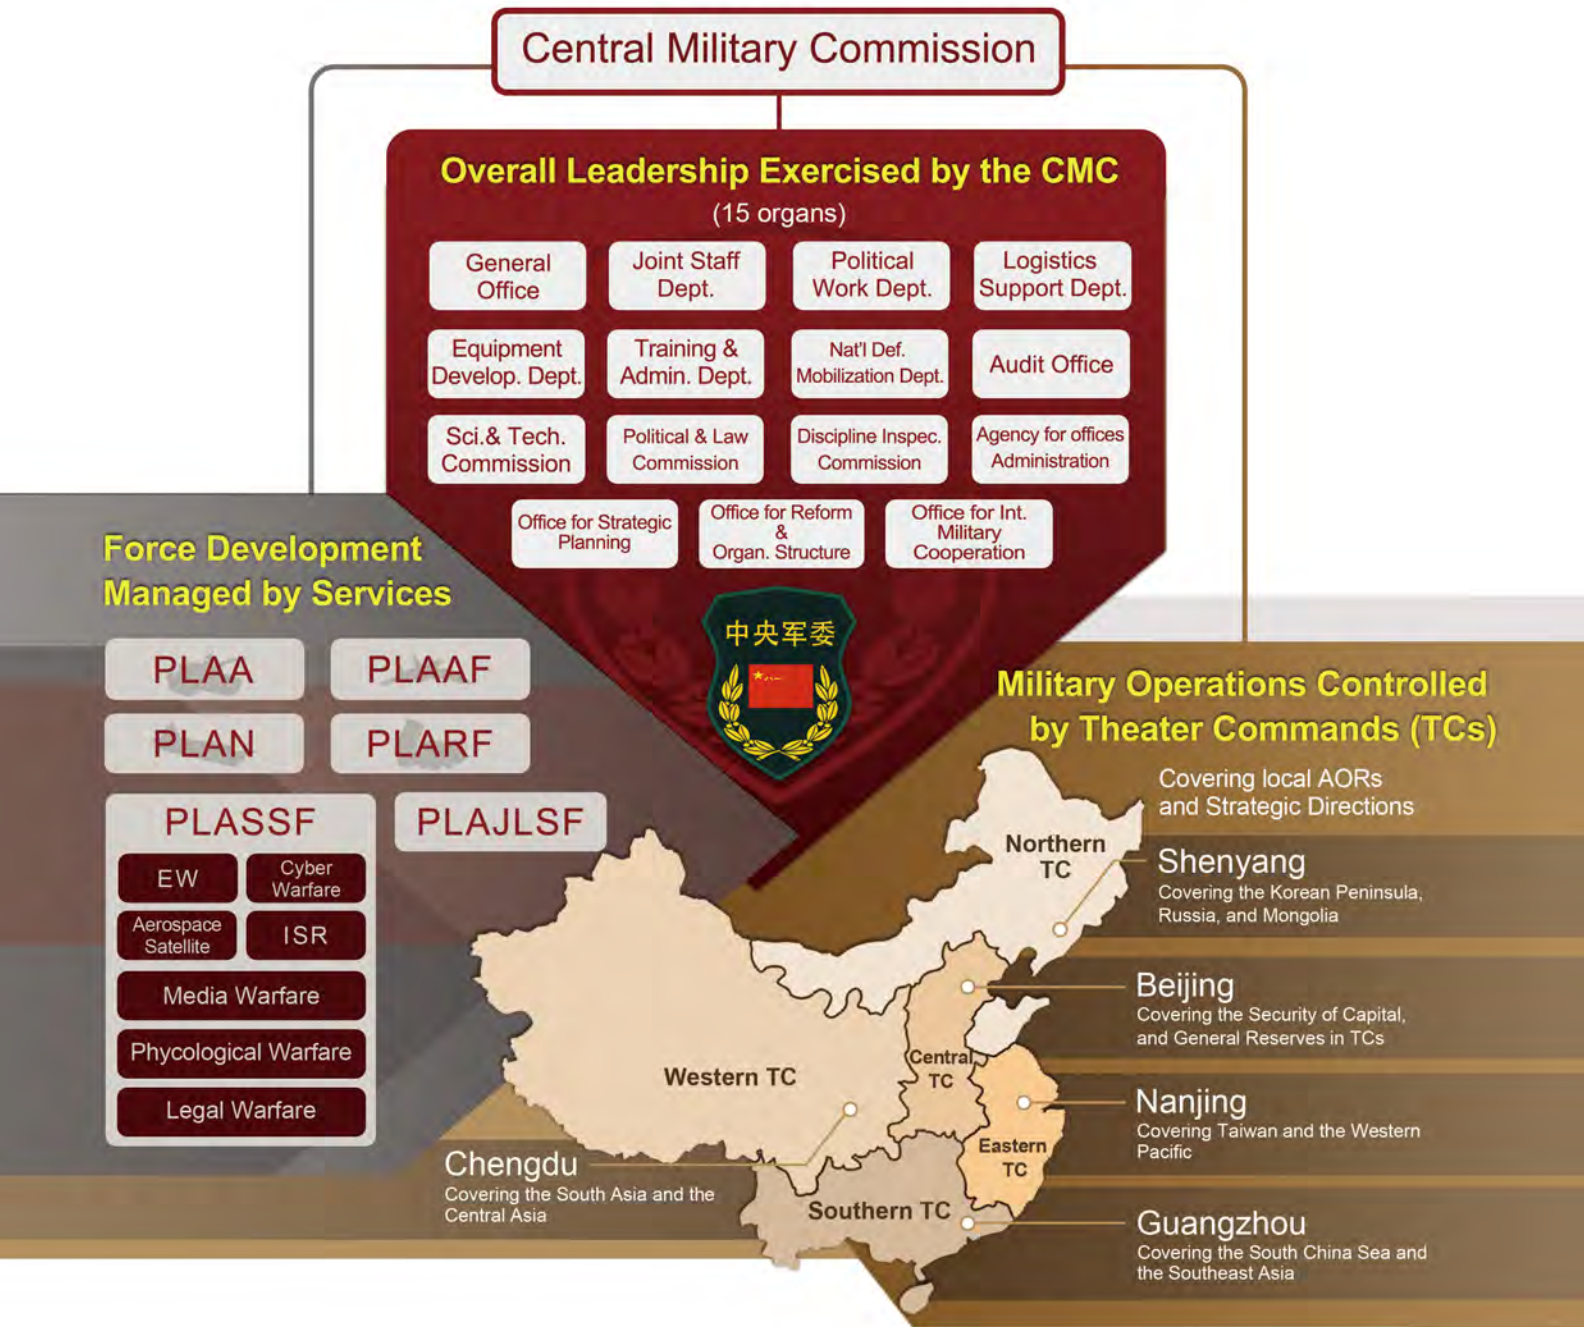 Central Military Commission
Overall Leadership Exercised by the CMC
(15 organs)
General
Office
Joint Staff
Dept.
Political
Work Dept.
Logistics
Support Dept.
Equipment
Develop. Dept.
Training &
Admin. Dept.
Nat'l Def.
Mobilization Dept.
Audit Office
Sci.& Tech.
Commission
Political & Law
Commission
Discipline Inspec.
Commission
Agency for offices
Administration
Office for Strategic
Planning
Office for Reform
&
Organ. Structure
Office for Int.
Military
Cooperation
中央军委
Force Development
Managed by Services
PLAA
PLAAF
PLAN
PLARF
PLASSF
PLAJLSF
EW
Cyber
Warfare
Aerospace
Satellite
ISR
Media Warfare
Phycological Warfare
Legal Warfare
Military Operations Controlled
by Theater Commands (TCs)
Covering local AORs
and Strategic Directions
Northern
TC
Shenyang
Covering the Korean Peninsula,
Russia, and Mongolia
Beijing
Covering the Security of Capital,
and General Reserves in TCs
Central
TC
Western TC
Nanjing
Covering Taiwan and the Western
Pacific
Eastern
TC
Chengdu
Covering the South Asia and the
Central Asia
Southern TC
Guangzhou
Covering the South China Sea and
the Southeast Asia